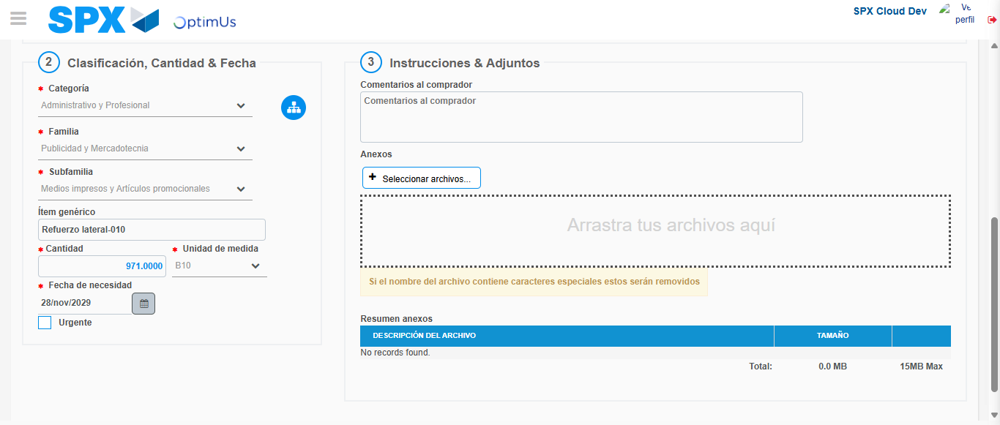 SPX OptimUs
SPX Cloud Dev
Ve
perfil
2 Clasificación, Cantidad & Fecha
* Categoría
Administrativo y Profesional
* Familia
Publicidad y Mercadotecnia
* Subfamilia
Medios impresos y Artículos promocionales
Ítem genérico
Refuerzo lateral-010
* Cantidad * Unidad de medida
971.0000 B10
* Fecha de necesidad
28/nov/2029
Urgente
3 Instrucciones & Adjuntos
Comentarios al comprador
Comentarios al comprador
Anexos
+ Seleccionar archivos...
Arrastra tus archivos aquí
Si el nombre del archivo contiene caracteres especiales estos serán removidos
Resumen anexos
DESCRIPCIÓN DEL ARCHIVO TAMAÑO
No records found.
Total: 0.0 MB 15MB Max